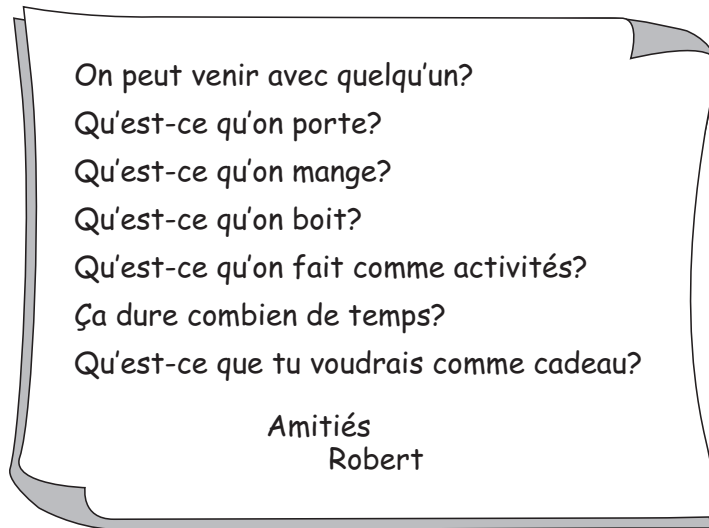 On peut venir avec quelqu'un?
Qu'est-ce qu'on porte?
Qu'est-ce qu'on mange?
Qu'est-ce qu'on boit?
Qu'est-ce qu'on fait comme activités?
Ça dure combien de temps?
Qu'est-ce que tu voudrais comme cadeau?
Amitiés
Robert